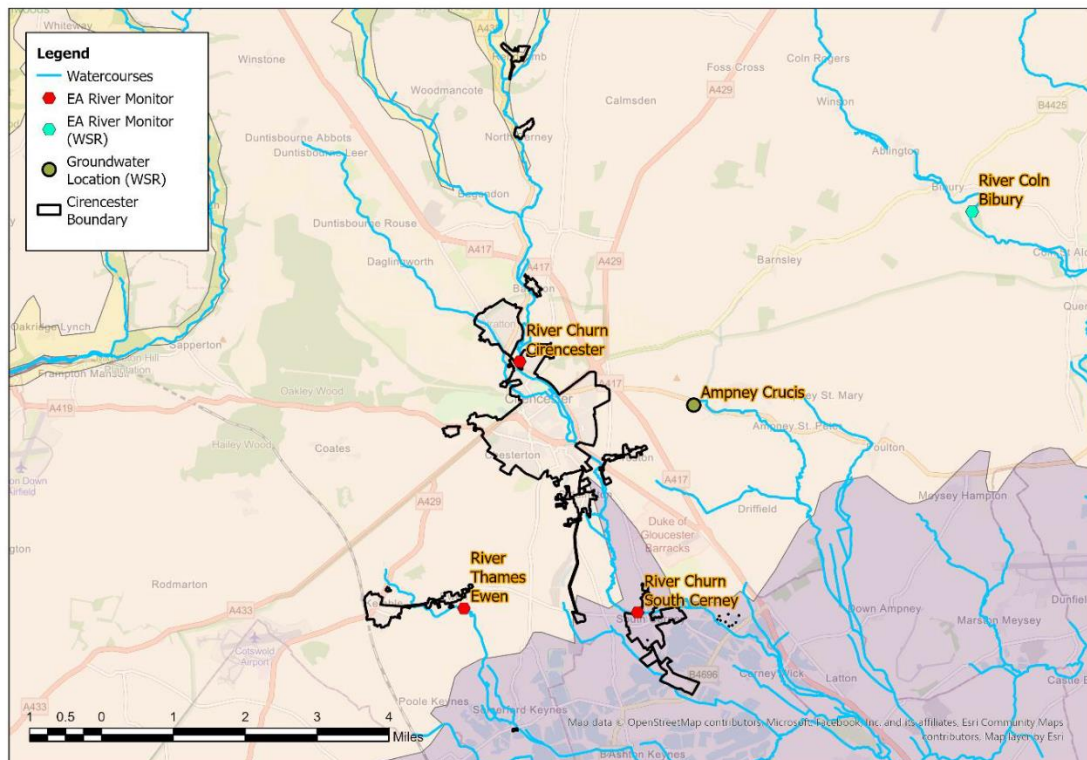 Legend
Watercourses
EA River Monitor
EA River Monitor
(WSR)
Groundwater
Location (WSR)
Cirencester
Boundary
Whiteway
Winstone
Woodmancote
Duntisbourne Abbots
Duntisbourne Leer
Duntisbourne Rouse
Daglingworth
A417
A417
Foss Cross
Calmsden
A429
A429
Coln Rogers
Winson
B4425
Ablington
Bibury
River Coln
Bibury
Barnsley
Oakridge Lynch
Sapperton
Oakley Wood
A419
Hailey Wood
Coates
River Churn
Cirencester
Cirencester
Chesterton
A417
Ampney Crucis
Ampney St. Mary
Ampney St. Peter
Poulton
Driffield
Meysey Hampton
A429
Duke of
Gloucester
Barracks
Rodmarton
A433
Cotswold
Airport
A433
River
Thames
Ewen
River Churn
South Cerney
Down Ampney
Marston Meysey
Latton
Cerney Wick
B4696
Poole Keynes
Somerford Keynes
Ashton Keynes
1 0.5 0 1 2 3 4
Miles
Map data © OpenStreetMap contributors, Microsoft, Facebook, Inc. and its affiliates, Esri Community Maps
contributors, Map layer by Esri